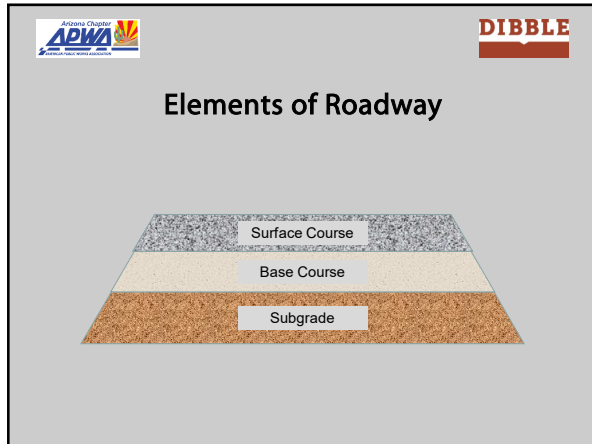 Arizona Chapter
APWA
AMERICAN PUBLIC WORKS ASSOCIATION
DIBBLE
Elements of Roadway
Surface Course
Base Course
Subgrade